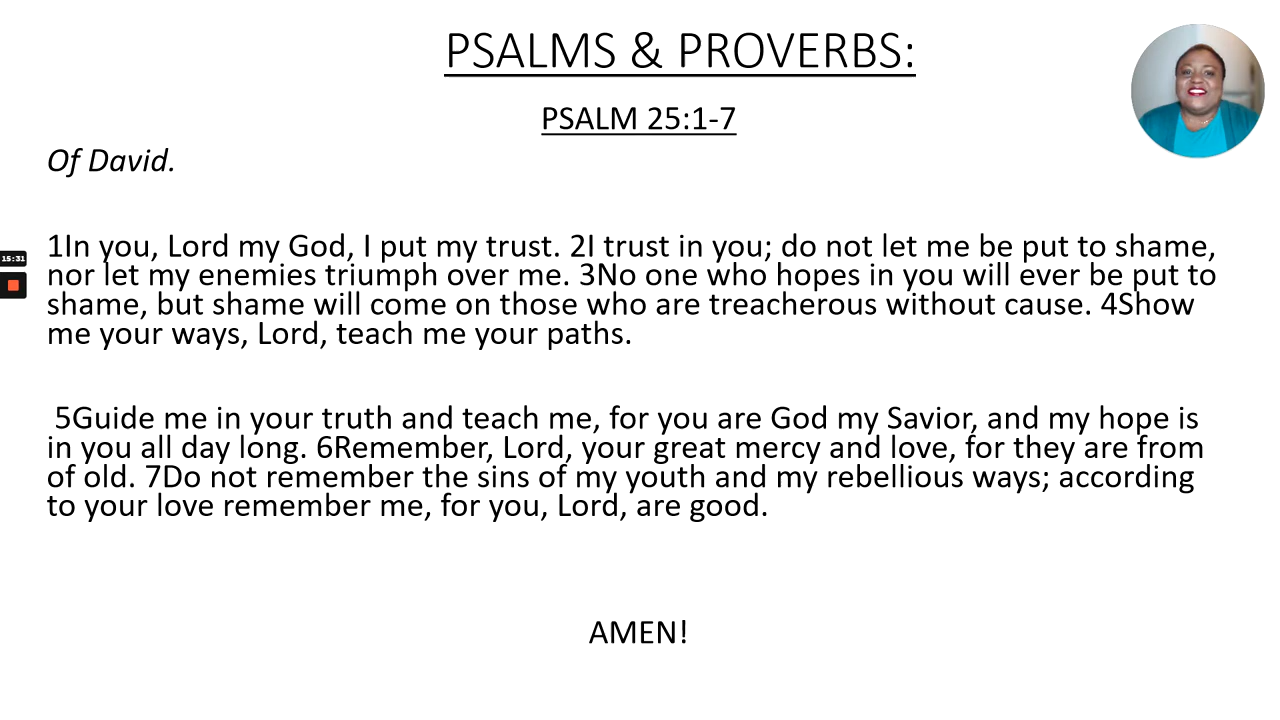 PSALMS & PROVERBS:
PSALM 25:1-7
Of David.
1In you, Lord my God, I put my trust. 2I trust in you; do not let me be put to shame,
nor let my enemies triumph over me. 3No one who hopes in you will ever be put to
shame, but shame will come on those who are treacherous without cause. 4Show
me your ways, Lord, teach me your paths.
15:31
5Guide me in your truth and teach me, for you are God my Savior, and my hope is
in you all day long. 6Remember, Lord, your great mercy and love, for they are from
of old. 7Do not remember the sins of my youth and my rebellious ways; according
to your love remember me, for you, Lord, are good.
AMEN!